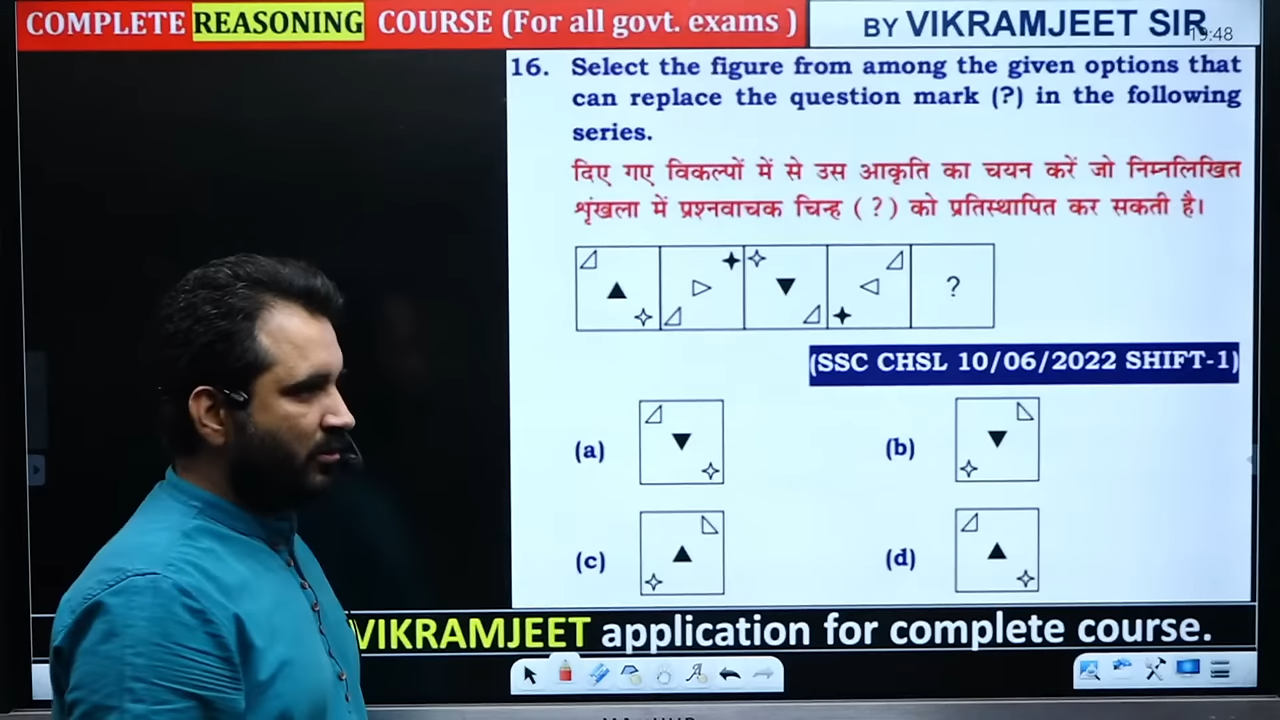 COMPLETE REASONING COURSE (For all govt. exams )
BY VIKRAMJEET SIR
19:48
16. Select the figure from among the given options that
can replace the question mark (?) in the following
series.
दिए गए विकल्पों में से उस आकृति का चयन करें जो निम्नलिखित
शृंखला में प्रश्नवाचक चिन्ह ( ? ) को प्रतिस्थापित कर सकती है।
?
(SSC CHSL 10/06/2022 SHIFT-1)
(a)
(b)
(c)
(d)
VIKRAMJEET application for complete course.